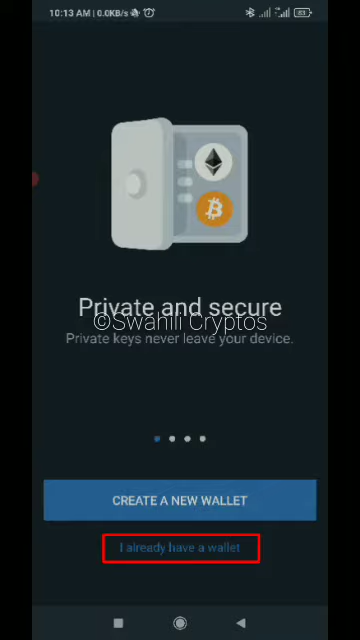 10:13 AM | 0.0KB/s
83
Private and secure
©Swahili Cryptos
Private keys never leave your device.
CREATE A NEW WALLET
I already have a wallet